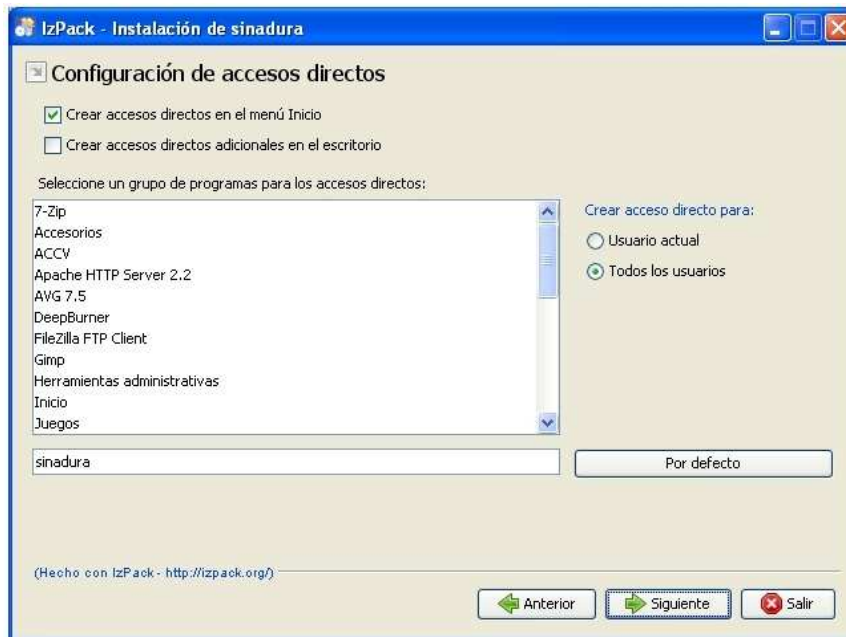 IzPack - Instalación de sinadura
Configuración de accesos directos
Crear accesos directos en el menú Inicio
Crear accesos directos adicionales en el escritorio
Seleccione un grupo de programas para los accesos directos:
7-Zip
Accesorios
ACCV
Apache HTTP Server 2.2
AVG 7.5
DeepBurner
FileZilla FTP Client
Gimp
Herramientas administrativas
Inicio
Juegos
Crear acceso directo para:
Usuario actual
Todos los usuarios
sinadura
Por defecto
(Hecho con IzPack - http://izpack.org/)
Anterior
Siguiente
Salir